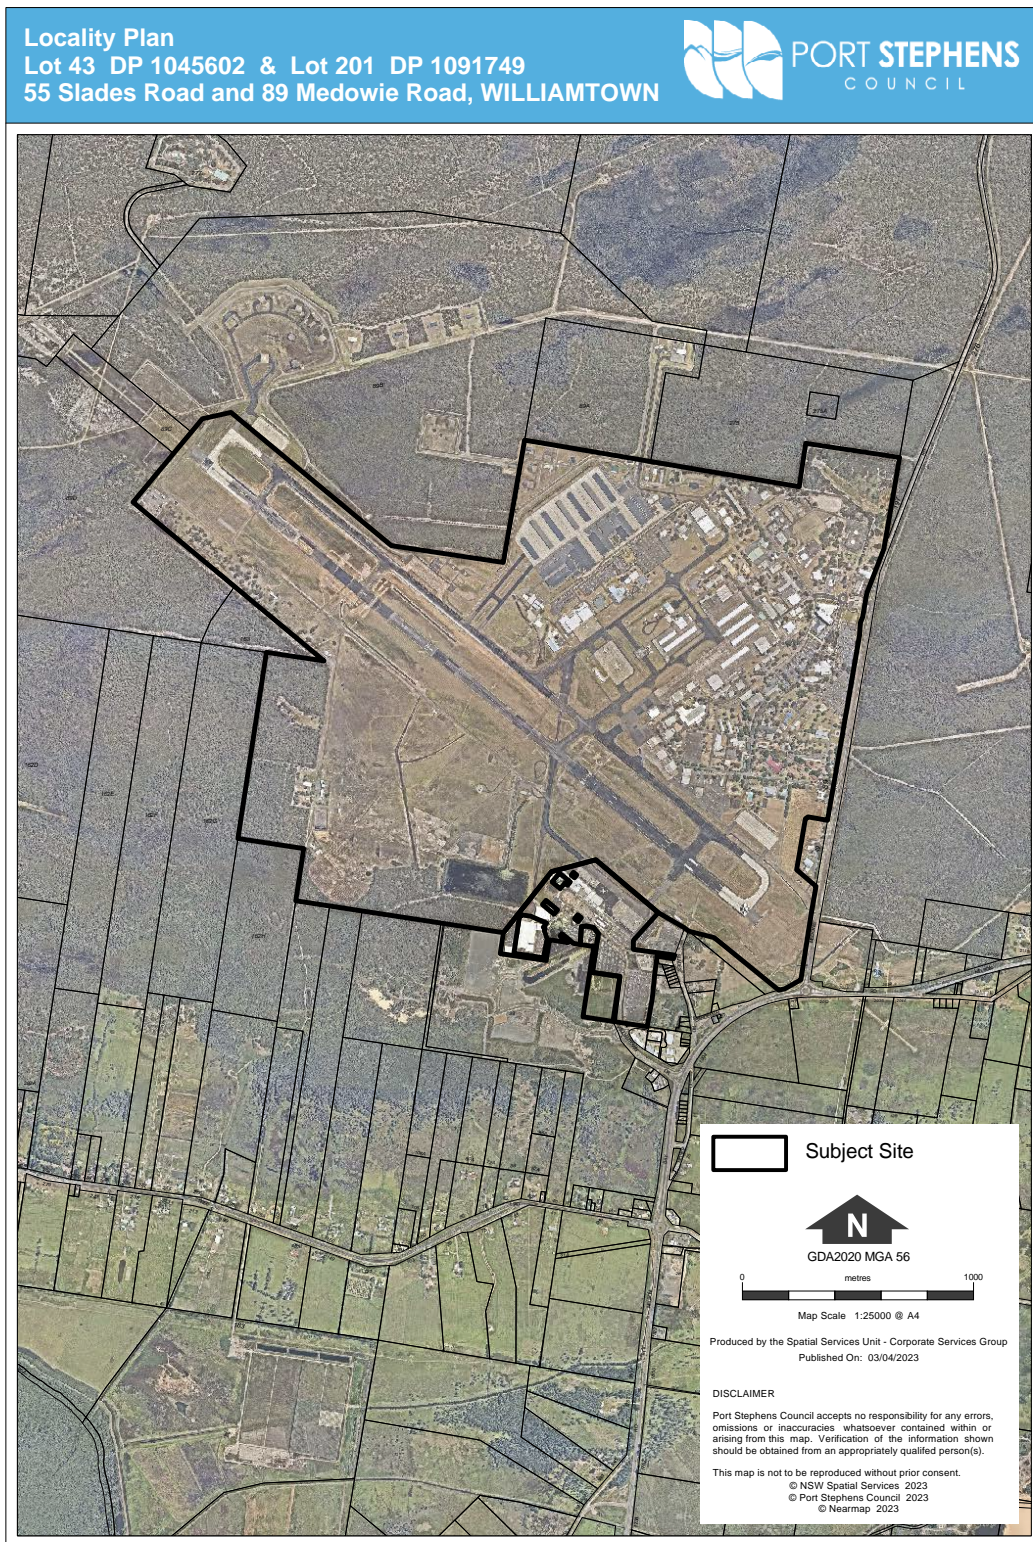 Locality Plan
Lot 43 DP 1045602 & Lot 201 DP 1091749
55 Slades Road and 89 Medowie Road, WILLIAMTOWN
PORT STEPHENS
COUNCIL
Subject Site
N
GDA2020 MGA 56
0 metres 1000
Map Scale 1:25000 @ A4
Produced by the Spatial Services Unit - Corporate Services Group
Published On: 03/04/2023
DISCLAIMER
Port Stephens Council accepts no responsibility for any errors,
omissions or inaccuracies whatsoever contained within or
arising from this map. Verification of the information shown
should be obtained from an appropriately qualifed person(s).
This map is not to be reproduced without prior consent.
© NSW Spatial Services 2023
© Port Stephens Council 2023
© Nearmap 2023